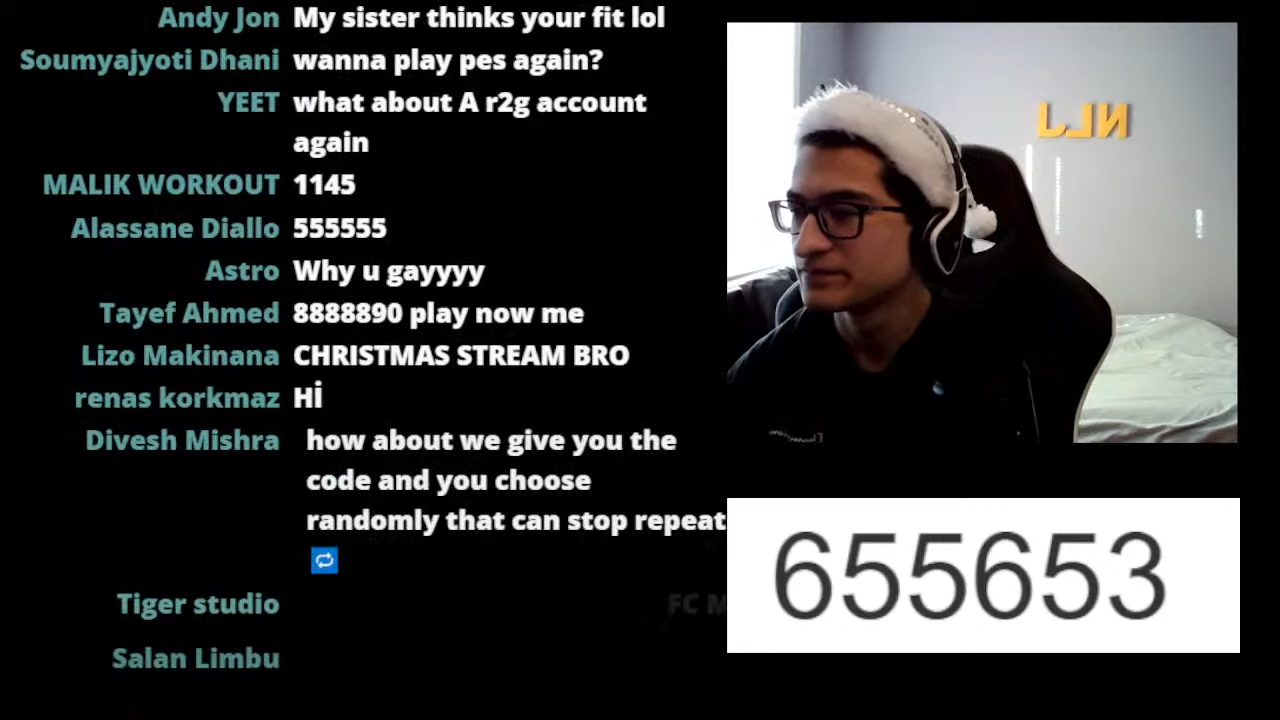 Andy Jon My sister thinks your fit lol
Soumyajyoti Dhani wanna play pes again?
YEET what about A r2g account
again
MALIK WORKOUT 1145
Alassane Diallo 555555
Astro Why u gayyyy
Tayef Ahmed 8888890 play now me
Lizo Makinana CHRISTMAS STREAM BRO
renas korkmaz Hİ
Divesh Mishra how about we give you the
code and you choose
randomly that can stop repeat
Tiger studio FC M
Salan Limbu
NLJ
655653